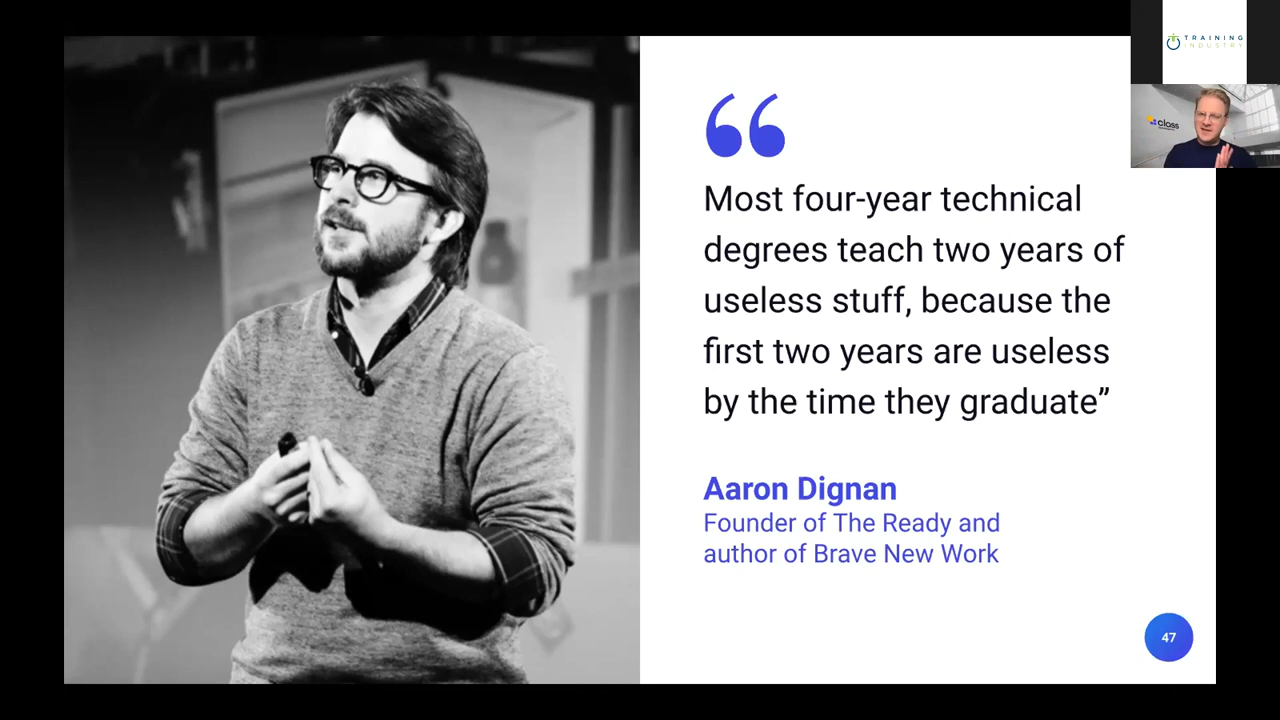 TRAINING
INDUSTRY
class
“
Most four-year technical
degrees teach two years of
useless stuff, because the
first two years are useless
by the time they graduate”
Aaron Dignan
Founder of The Ready and
author of Brave New Work
47